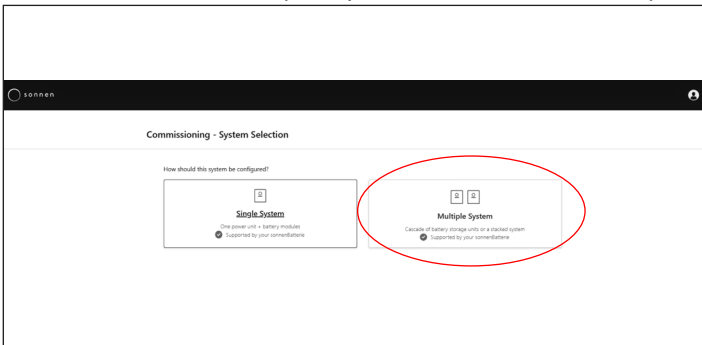 sonnen
Commissioning - System Selection
How should this system be configured?
Single System
One power unit + battery modules
Supported by your sonnenBatterie
Multiple System
Cascade of battery storage units or a stacked system
Supported by your sonnenBatterie